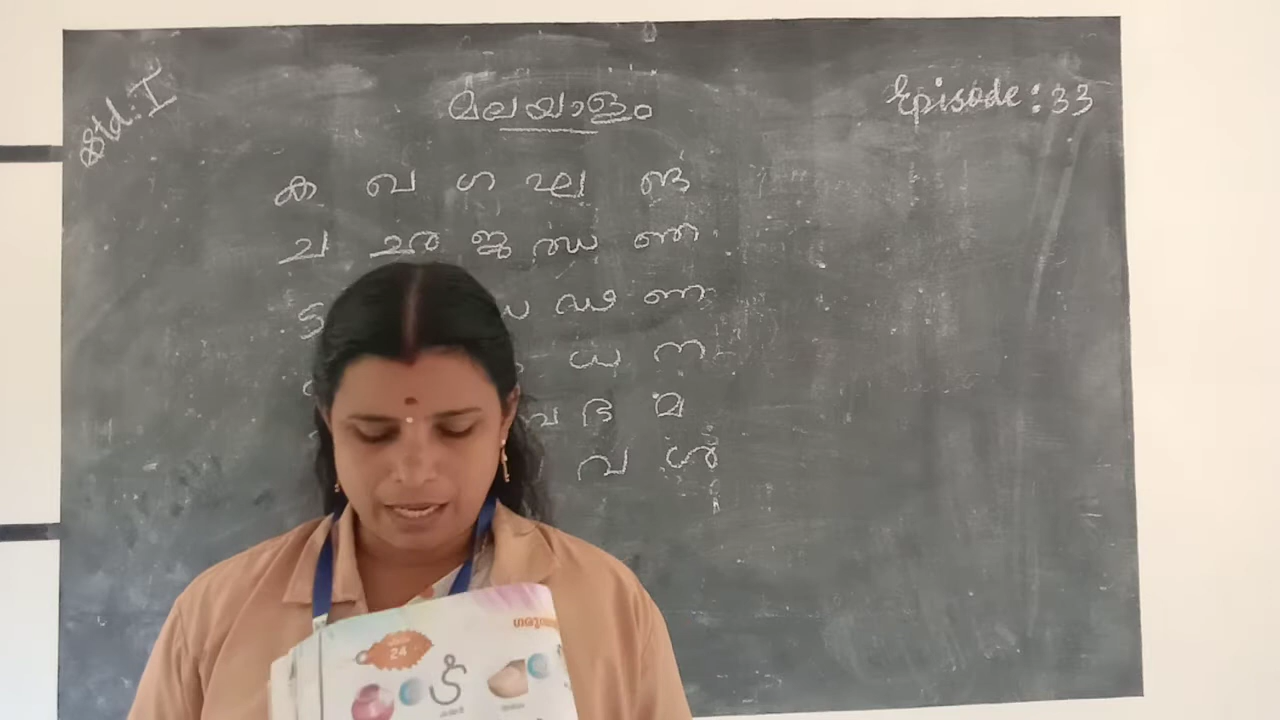 Std: I
മലയാളം
Episode: 33
ക ഖ ഗ ഘ ങ
ച ഛ ജ ഝ ഞ
ട ഢ ണ
ധ ന
ബ ഭ മ
വ ശ
24